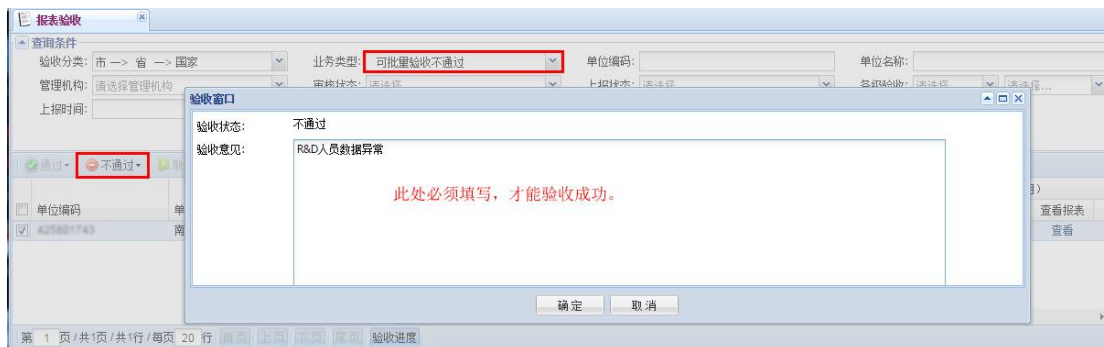 报表验收
查询条件
验收分类: 市 —> 省 —> 国家 业务类型: 可批量验收不通过 单位编码: 单位名称:
管理机构: 请选择管理机构 审核状态: 请选择 上报状态: 请选择 各级验收: 请选择 请选择...
上报时间:
验收窗口
验收状态: 不通过
验收意见: R&D人员数据异常
此处必须填写，才能验收成功。
通过 不通过 取
单位编码 单 查看报表
425801743 南 查看
确定 取消
第 1 页/共1页/共1行/每页 20 行 首页 上页 下页 尾页 验收进度